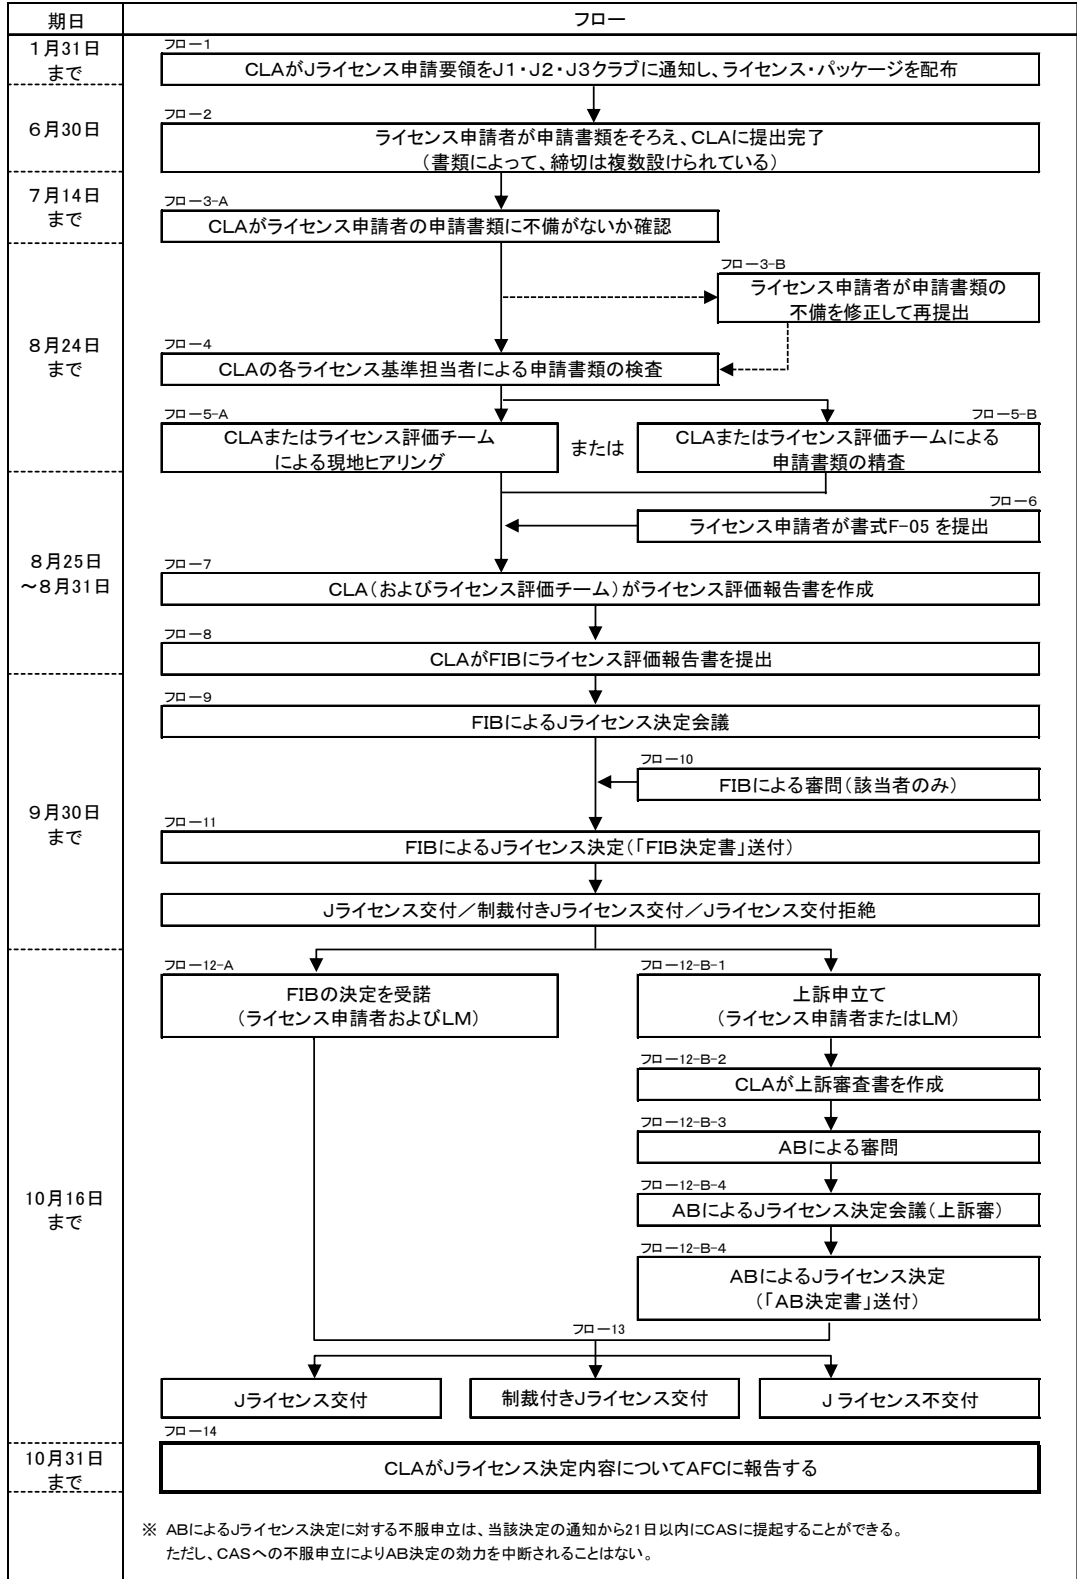 期日
フロー
1月31日
まで
フロー1
CLAがJライセンス申請要領をJ1・J2・J3クラブに通知し、ライセンス・パッケージを配布
6月30日
フロー2
ライセンス申請者が申請書類をそろえ、CLAに提出完了
（書類によって、締切は複数設けられている）
7月14日
まで
フロー3-A
CLAがライセンス申請者の申請書類に不備がないか確認
8月24日
まで
フロー3-B
ライセンス申請者が申請書類の
不備を修正して再提出
フロー4
CLAの各ライセンス基準担当者による申請書類の検査
フロー5-A
CLAまたはライセンス評価チーム
による現地ヒアリング
または
フロー5-B
CLAまたはライセンス評価チームによる
申請書類の精査
8月25日
～8月31日
フロー6
ライセンス申請者が書式F-05 を提出
フロー7
CLA（およびライセンス評価チーム）がライセンス評価報告書を作成
フロー8
CLAがFIBにライセンス評価報告書を提出
9月30日
まで
フロー9
FIBによるJライセンス決定会議
フロー10
FIBによる審問（該当者のみ）
フロー11
FIBによるJライセンス決定（「FIB決定書」送付）
Jライセンス交付／制裁付きJライセンス交付／Jライセンス交付拒絶
10月16日
まで
フロー12-A
FIBの決定を受諾
（ライセンス申請者およびLM）
フロー12-B-1
上訴申立て
（ライセンス申請者またはLM）
フロー12-B-2
CLAが上訴審査書を作成
フロー12-B-3
ABによる審問
フロー12-B-4
ABによるJライセンス決定会議（上訴審）
フロー12-B-4
ABによるJライセンス決定
（「AB決定書」送付）
フロー13
Jライセンス交付
制裁付きJライセンス交付
J ライセンス不交付
10月31日
まで
フロー14
CLAがJライセンス決定内容についてAFCに報告する
※ ABによるJライセンス決定に対する不服申立は、当該決定の通知から21日以内にCASに提起することができる。
ただし、CASへの不服申立によりAB決定の効力を中断されることはない。